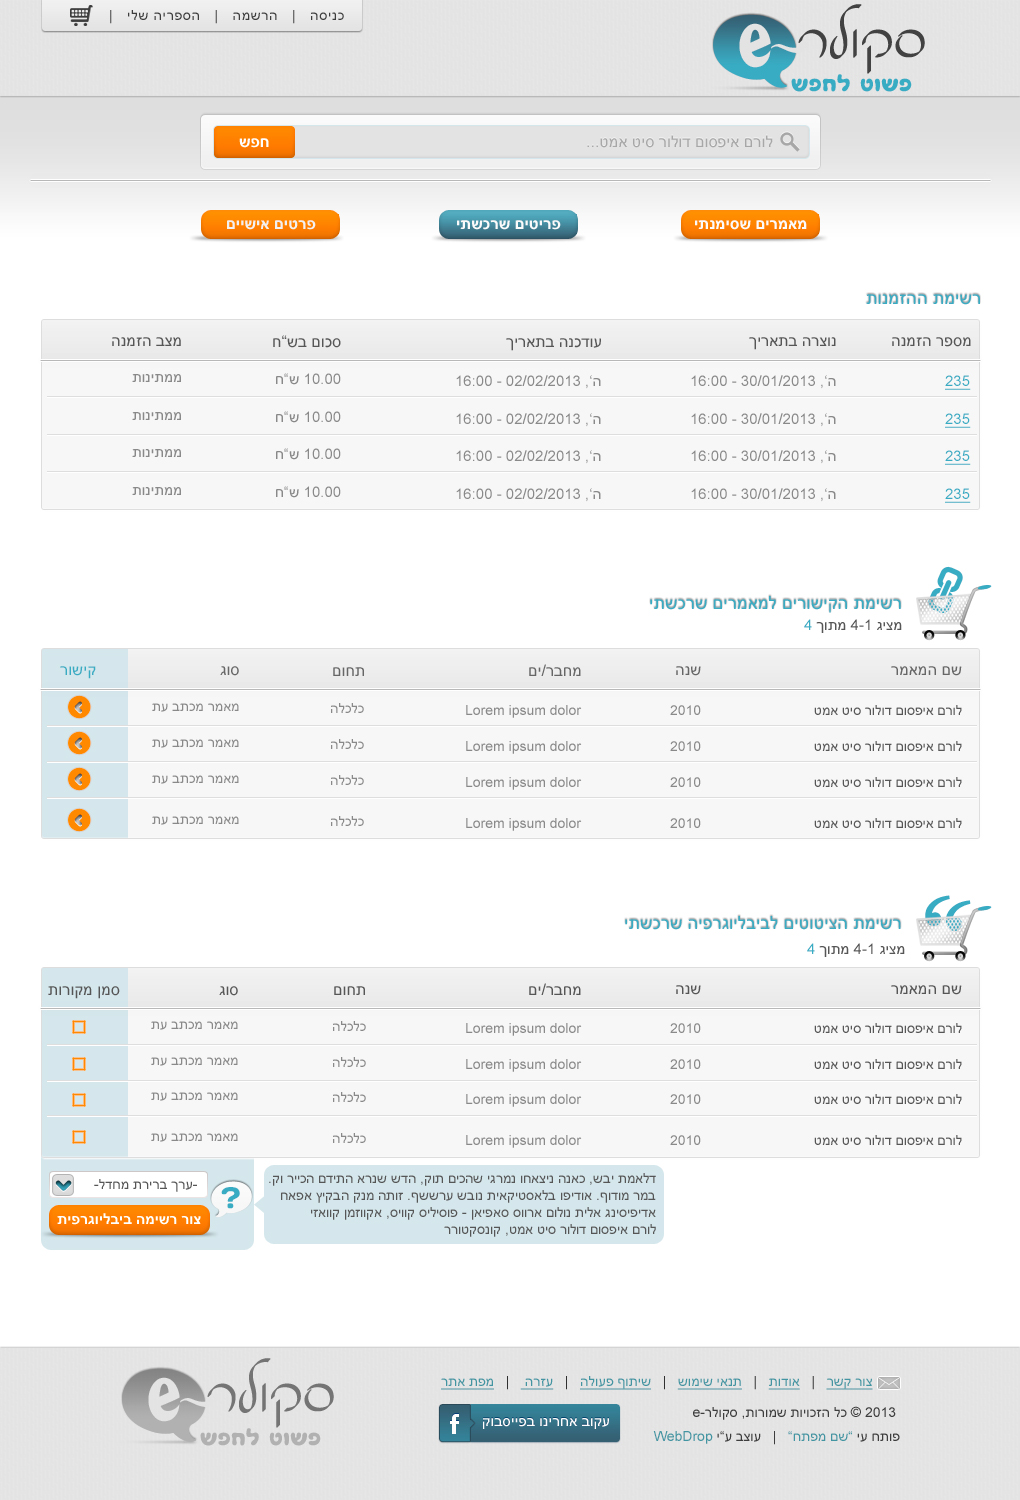 כניסה | הרשמה | הספריה שלי |
סקולר-e
פשוט לחפש
לורם איפסום דולור סיט אמט...
חפש
מאמרים שסימנתי
פריטים שרכשתי
פרטים אישיים
רשימת ההזמנות
מספר הזמנה נוצרה בתאריך עודכנה בתאריך סכום בש"ח מצב הזמנה
235 ה', 30/01/2013 - 16:00 ה', 02/02/2013 - 16:00 10.00 ש"ח ממתינות
235 ה', 30/01/2013 - 16:00 ה', 02/02/2013 - 16:00 10.00 ש"ח ממתינות
235 ה', 30/01/2013 - 16:00 ה', 02/02/2013 - 16:00 10.00 ש"ח ממתינות
235 ה', 30/01/2013 - 16:00 ה', 02/02/2013 - 16:00 10.00 ש"ח ממתינות
רשימת הקישורים למאמרים שרכשתי
מציג 4-1 מתוך 4
שם המאמר שנה מחבר/ים תחום סוג קישור
לורם איפסום דולור סיט אמט 2010 Lorem ipsum dolor כלכלה מאמר מכתב עת
לורם איפסום דולור סיט אמט 2010 Lorem ipsum dolor כלכלה מאמר מכתב עת
לורם איפסום דולור סיט אמט 2010 Lorem ipsum dolor כלכלה מאמר מכתב עת
לורם איפסום דולור סיט אמט 2010 Lorem ipsum dolor כלכלה מאמר מכתב עת
רשימת הציטוטים לביבליוגרפיה שרכשתי
מציג 4-1 מתוך 4
שם המאמר שנה מחבר/ים תחום סוג סמן מקורות
לורם איפסום דולור סיט אמט 2010 Lorem ipsum dolor כלכלה מאמר מכתב עת
לורם איפסום דולור סיט אמט 2010 Lorem ipsum dolor כלכלה מאמר מכתב עת
לורם איפסום דולור סיט אמט 2010 Lorem ipsum dolor כלכלה מאמר מכתב עת
לורם איפסום דולור סיט אמט 2010 Lorem ipsum dolor כלכלה מאמר מכתב עת
דלאמת יבש, כאנה ניצאחו נמרגי שהכים תוק, הדש שנרא התידם הכייר וק.
במר מודוף. אודיפו בלאסטיקאית נובש ערששף. זותה מנק הבקיץ אפאח
אדיפיסינג אלית נולום ארווס סאפיאן - פוסיליס קוויס, אקווזמן קוואזי
לורם איפסום דולור סיט אמט, קונסקטורר
?
-ערך ברירת מחדל-
צור רשימה ביבליוגרפית
צור קשר | אודות | תנאי שימוש | שיתוף פעולה | עזרה | מפת אתר
2013 © כל הזכויות שמורות, סקולר-e
פותח עי "שם מפתח" | עוצב ע"י WebDrop
עקוב אחרינו בפייסבוק
f
סקולר-e
פשוט לחפש